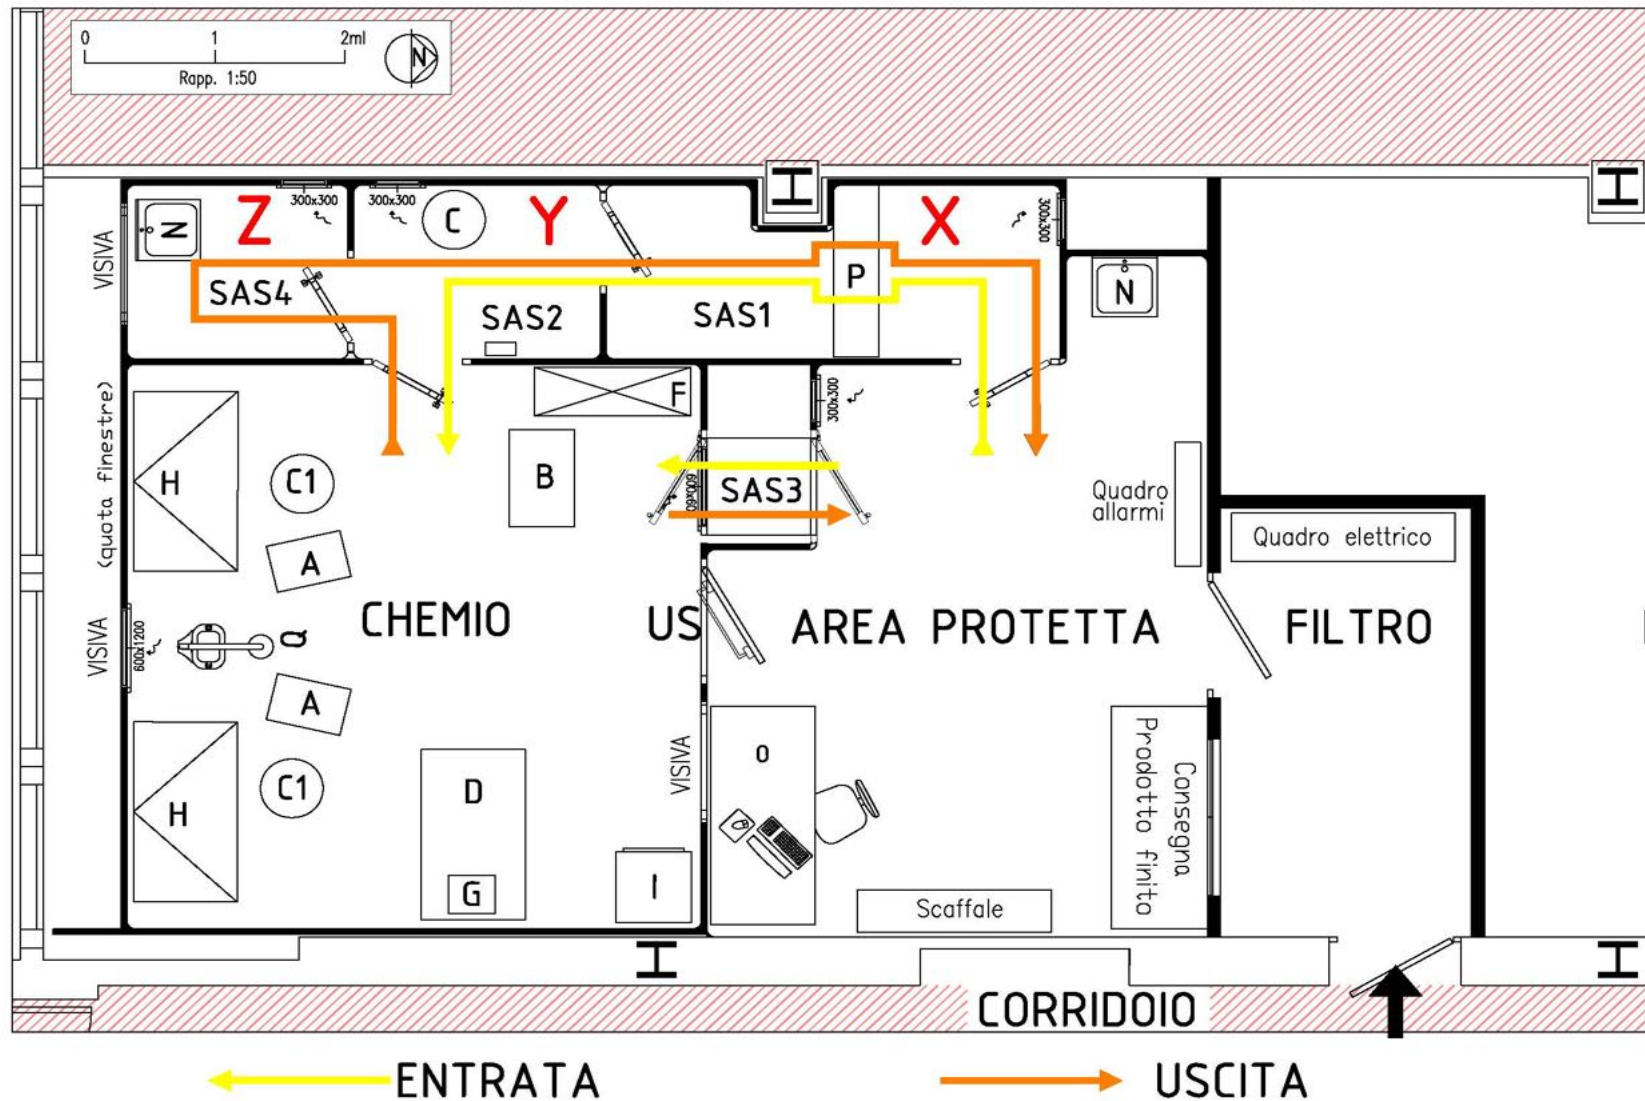 0 1 2ml
Rapp. 1:50
N
N
Z
300x300
300x300
C
Y
X
300x300
VISIVA
SAS4
SAS2
SAS1
P
N
(quota finestre)
F
300x300
H
C1
B
SAS3
Quadro
allarmi
A
Quadro elettrico
CHEMIO
US
AREA PROTETTA
FILTRO
VISIVA
600x1200
Q
A
H
C1
D
G
I
VISIVA
O
Consegna
Prodotto finito
Scaffale
CORRIDOIO
ENTRATA
USCITA